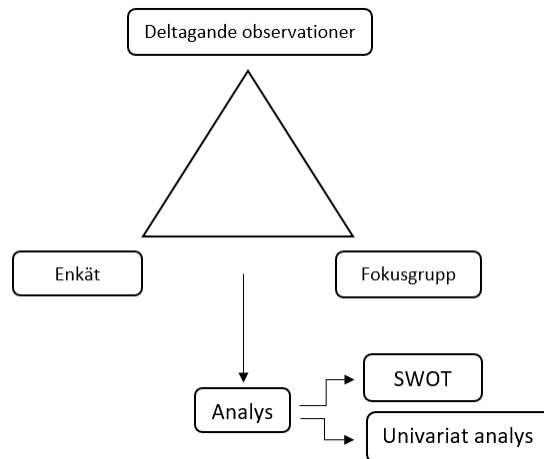 Deltagande observationer
Enkät
Fokusgrupp
SWOT
Analys
Univariat analys